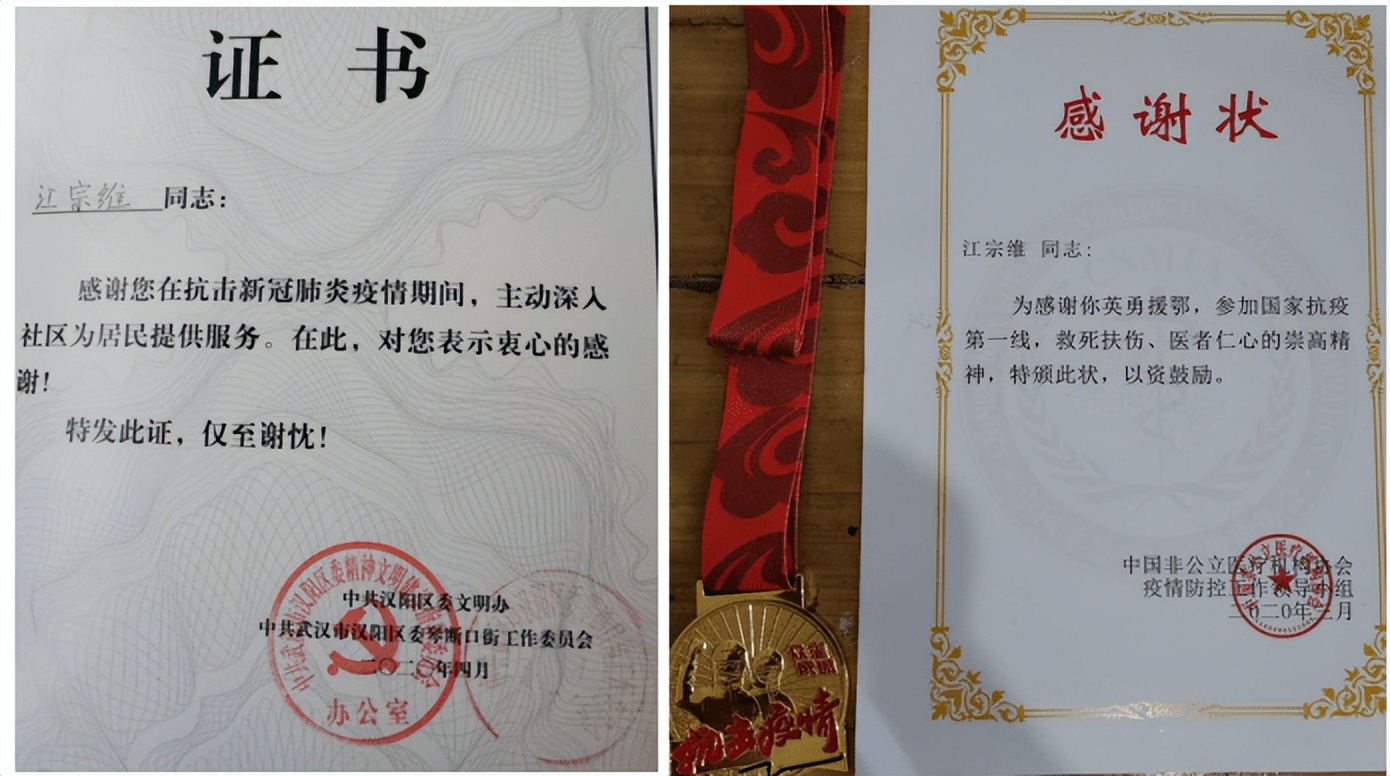 证 书
江宗维 同志：
感谢您在抗击新冠肺炎疫情期间，主动深入
社区为居民提供服务。在此，对您表示衷心的感
谢！
特发此证，仅至谢忱！
中共汉阳区委文明办
中共武汉市汉阳区委琴断口街工作委员会
二〇二〇年四月
办公室
抗击疫情
感谢状
江宗维 同志：
为感谢你英勇援鄂，参加国家抗疫
第一线，救死扶伤、医者仁心的崇高精
神，特颁此状，以资鼓励。
中国非公立医疗机构协会
疫情防控工作领导小组
二〇二〇年三月